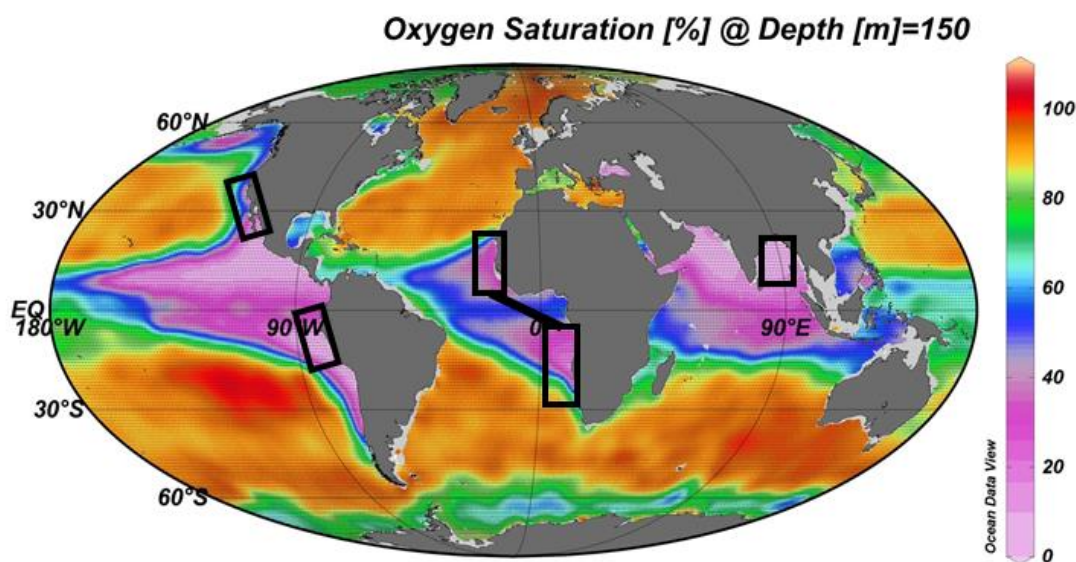 Oxygen Saturation [%] @ Depth [m]=150
60°N
30°N
EQ
180°W
90°W
0°
90°E
30°S
60°S
100
80
60
40
20
0
Ocean Data View